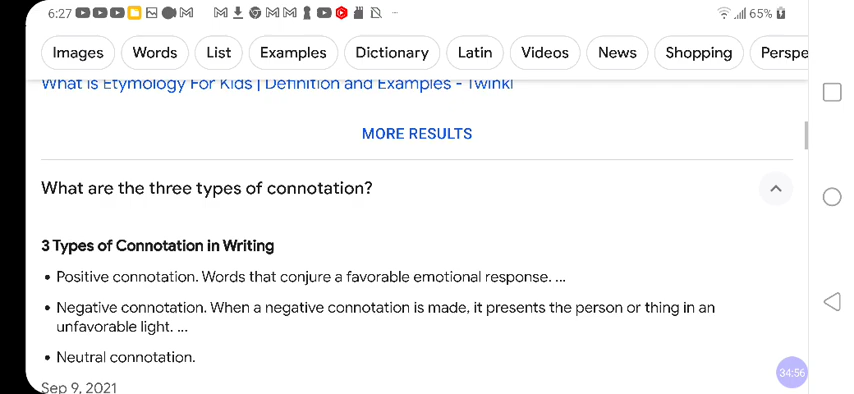 6:27 65%
Images Words List Examples Dictionary Latin Videos News Shopping Perspe
What is Etymology For Kids | Definition and Examples - Twinkl
MORE RESULTS
What are the three types of connotation?
3 Types of Connotation in Writing
• Positive connotation. Words that conjure a favorable emotional response. ...
• Negative connotation. When a negative connotation is made, it presents the person or thing in an
unfavorable light. ...
• Neutral connotation.
34:56
Sep 9, 2021